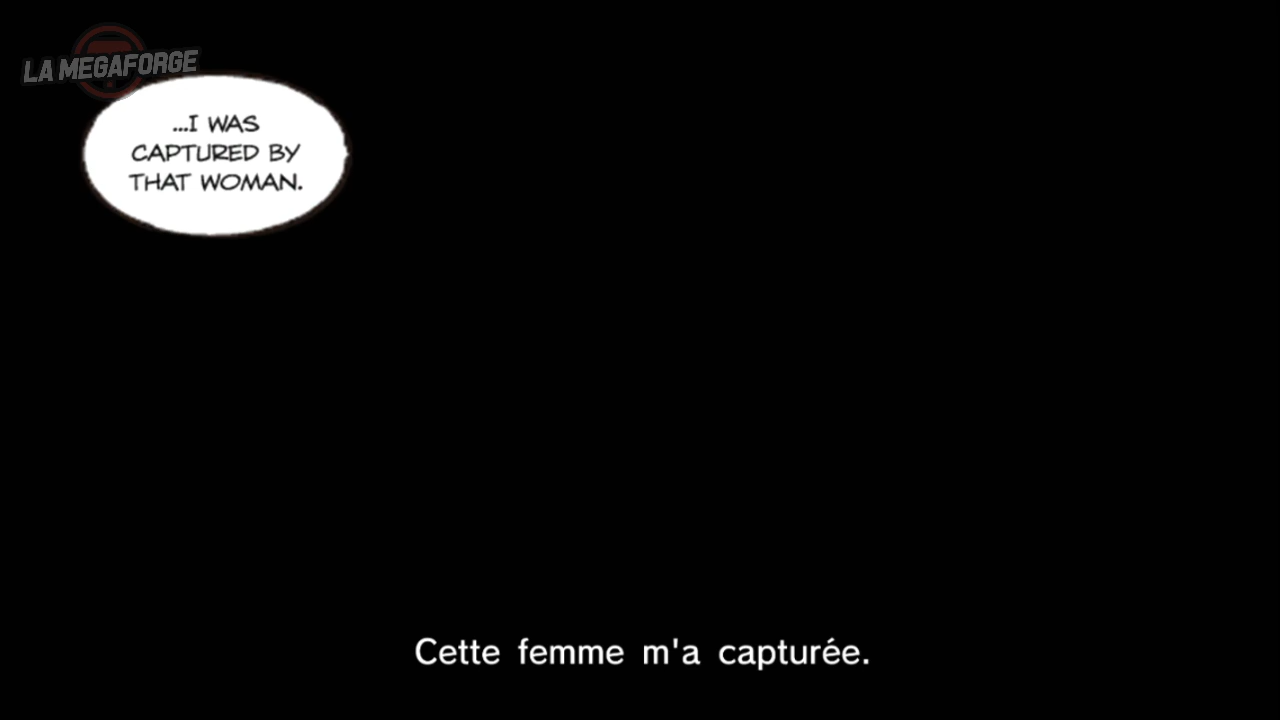 LA MEGAFORGE
...I WAS
CAPTURED BY
THAT WOMAN.
Cette femme m'a capturée.